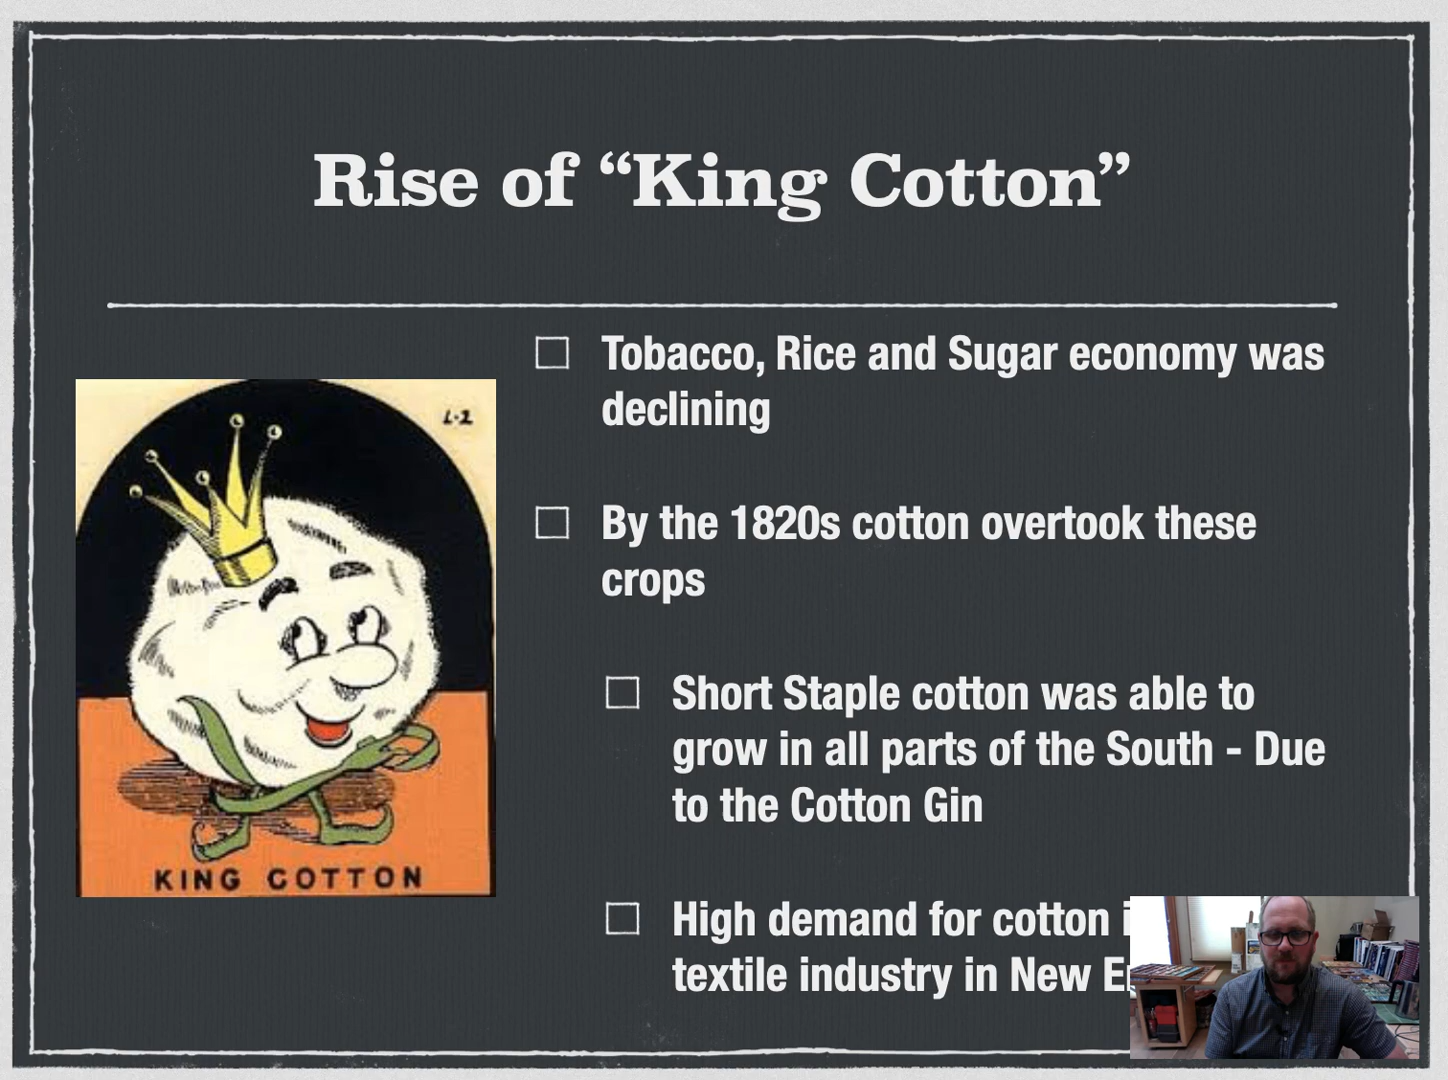 Rise of “King Cotton”
Tobacco, Rice and Sugar economy was
declining
By the 1820s cotton overtook these
crops
Short Staple cotton was able to
grow in all parts of the South - Due
to the Cotton Gin
High demand for cotton
textile industry in New
L-2
KING COTTON